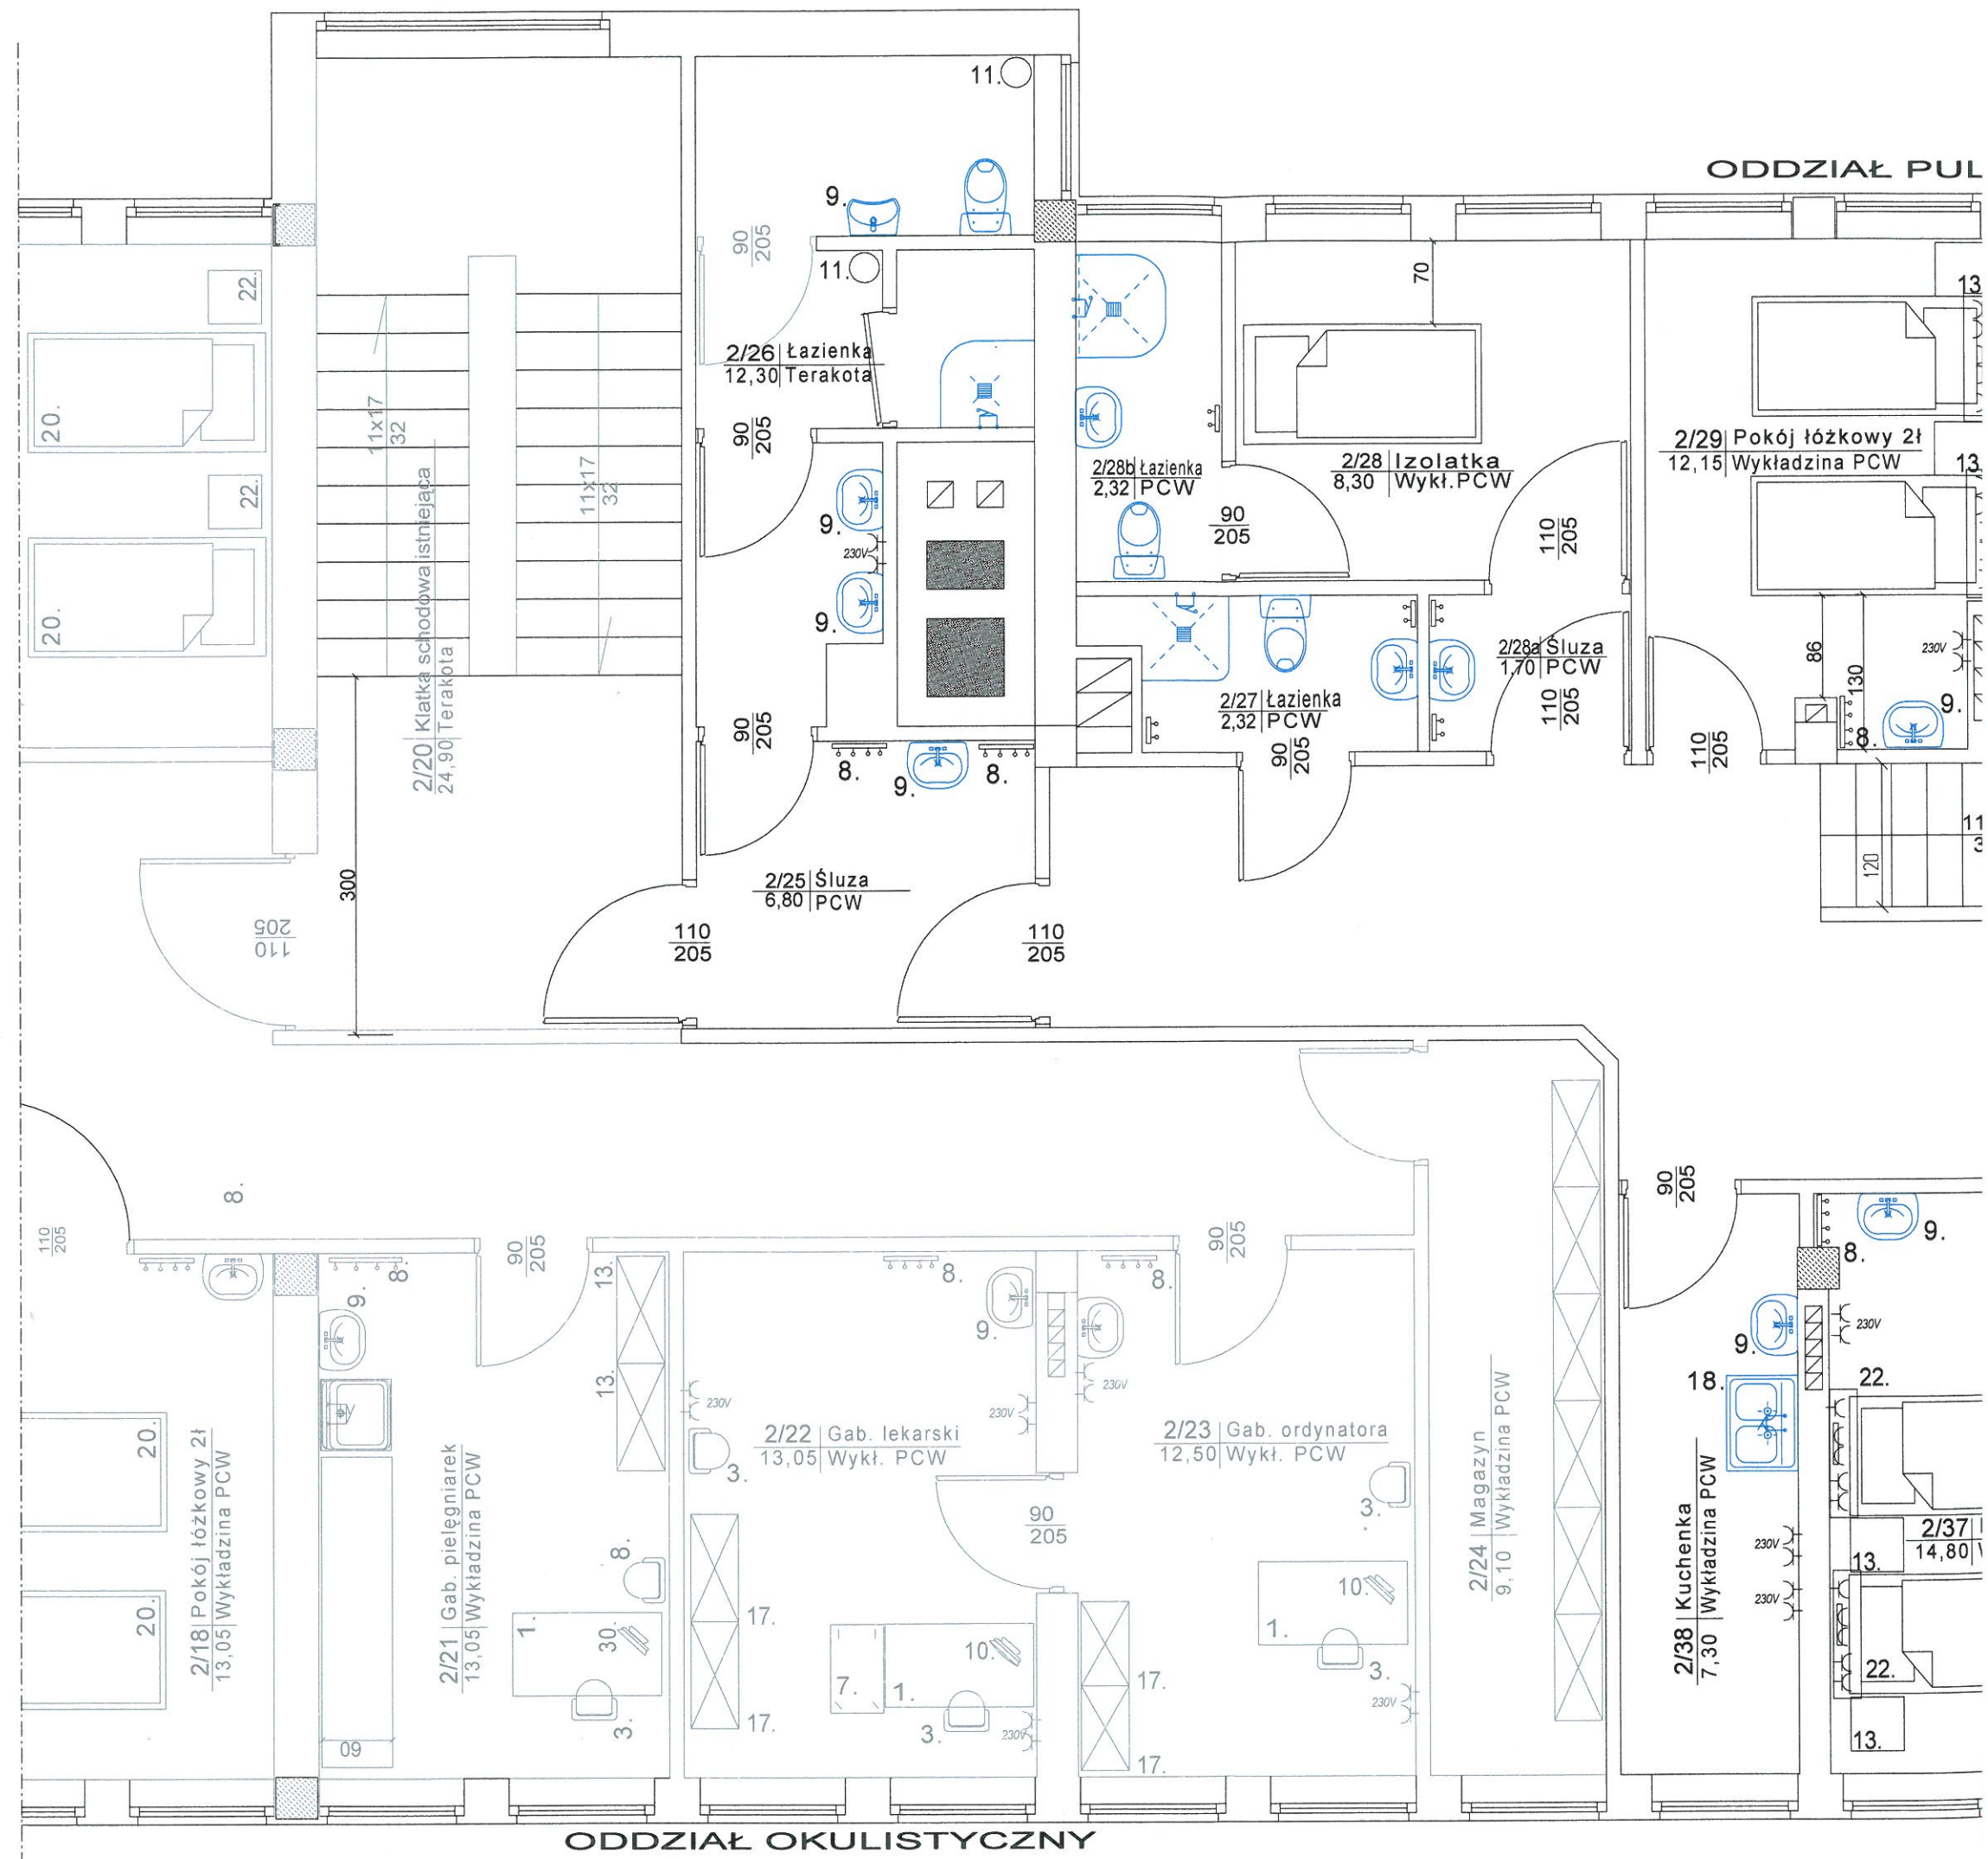 ODDZIAŁ PUL
11.
9.
90
205
11.
2/26 Łazienka
12,30 Terakota
90
205
9.
230V
9.
90
205
8.
9.
8.
2/25 Śluza
6,80 PCW
110
205
110
205
22.
20.
22.
20.
11x17
32
11x17
32
2/20 Klatka schodowa istniejąca
24,90 Terakota
300
110
205
70
2/28b Łazienka
2,32 PCW
2/28 Izolatka
8,30 Wykł.PCW
90
205
110
205
2/27 Łazienka
2,32 PCW
90
205
2/28a Śluza
1,70 PCW
110
205
13
2/29 Pokój łóżkowy 2ł
12,15 Wykładzina PCW
13
86
130
230V
9.
8.
110
205
120
11
110
205
8.
20.
20.
2/18 Pokój łóżkowy 2ł
13,05 Wykładzina PCW
9.
8.
90
205
13.
13.
2/21 Gab. pielęgniarek
13,05 Wykładzina PCW
8.
1.
30.
3.
60
8.
9.
230V
230V
3.
2/22 Gab. lekarski
13,05 Wykł. PCW
17.
17.
7.
1.
10.
3.
230V
90
205
8.
90
205
230V
2/23 Gab. ordynatora
12,50 Wykł. PCW
3.
10.
1.
3.
230V
17.
17.
2/24 Magazyn
9,10 Wykładzina PCW
90
205
9.
18.
2/38 Kuchenka
7,30 Wykładzina PCW
230V
230V
8.
9.
230V
22.
2/37
14,80
13.
22.
13.
ODDZIAŁ OKULISTYCZNY